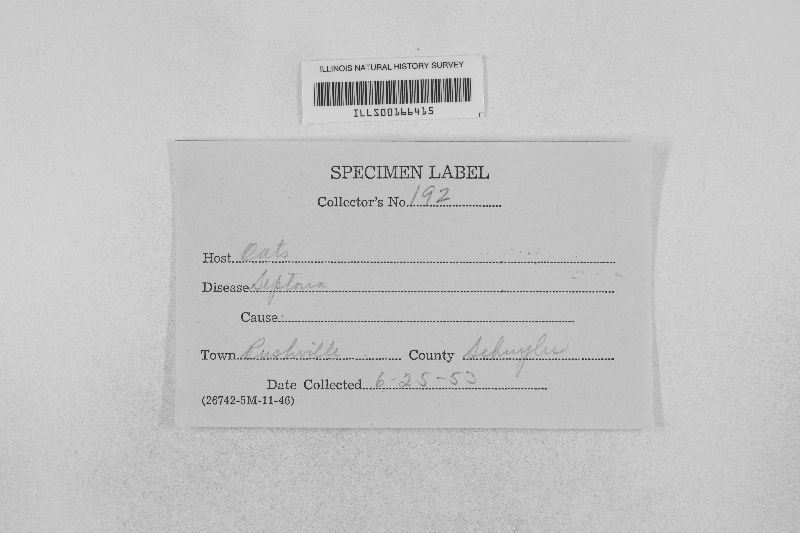 ILLINOIS NATURAL HISTORY SURVEY
ILLS00166415
SPECIMEN LABEL
Collector's No. 192
Host Oats
Disease Septoria
Cause:
Town Rushville County Schuyler
Date Collected 6-25-53
(26742-5M-11-46)